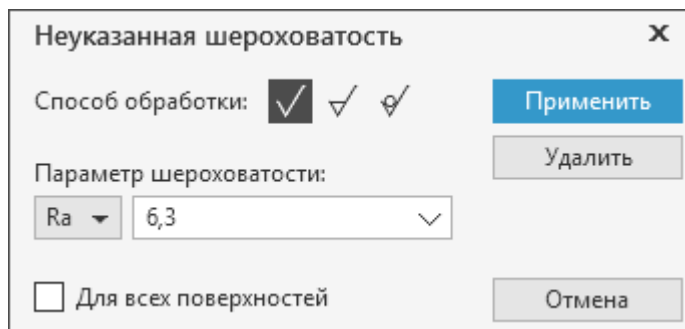 Неуказанная шероховатость
Способ обработки:
Применить
Удалить
Параметр шероховатости:
Ra 6,3
Для всех поверхностей
Отмена